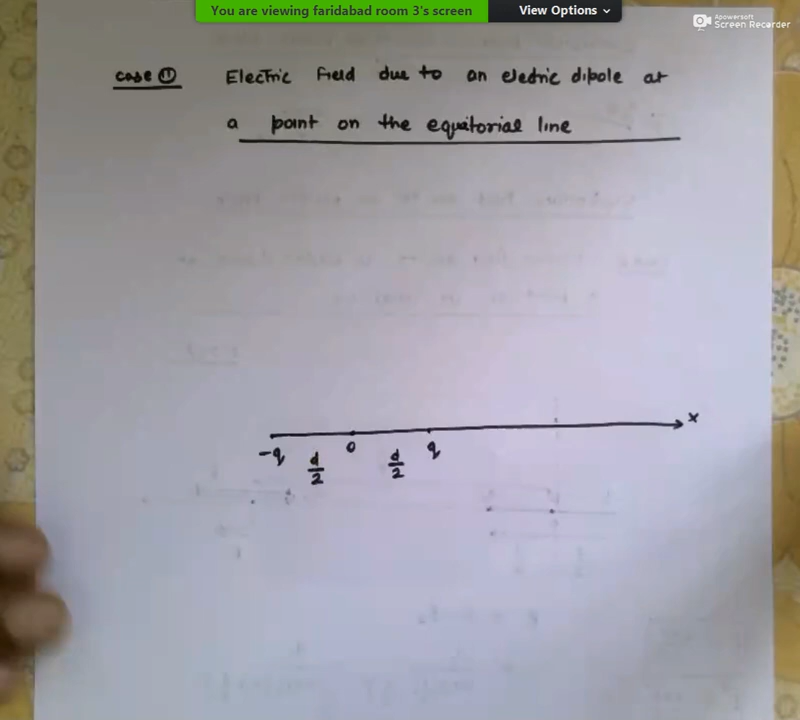 You are viewing faridabad room 3's screen
View Options
Apowersoft
Screen Recorder
Case (II) Electric Field due to an electric dipole at
a point on the equitorial line
x
-q d/2 0 d/2 q